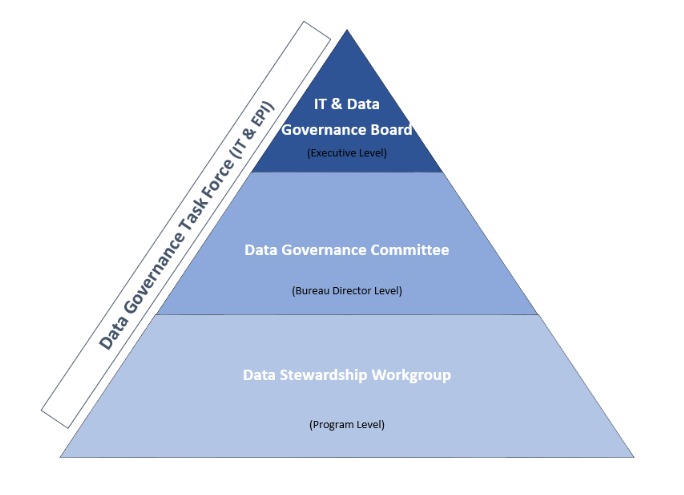 Data Governance Task Force (IT & EPI)
IT & Data
Governance Board
(Executive Level)
Data Governance Committee
(Bureau Director Level)
Data Stewardship Workgroup
(Program Level)